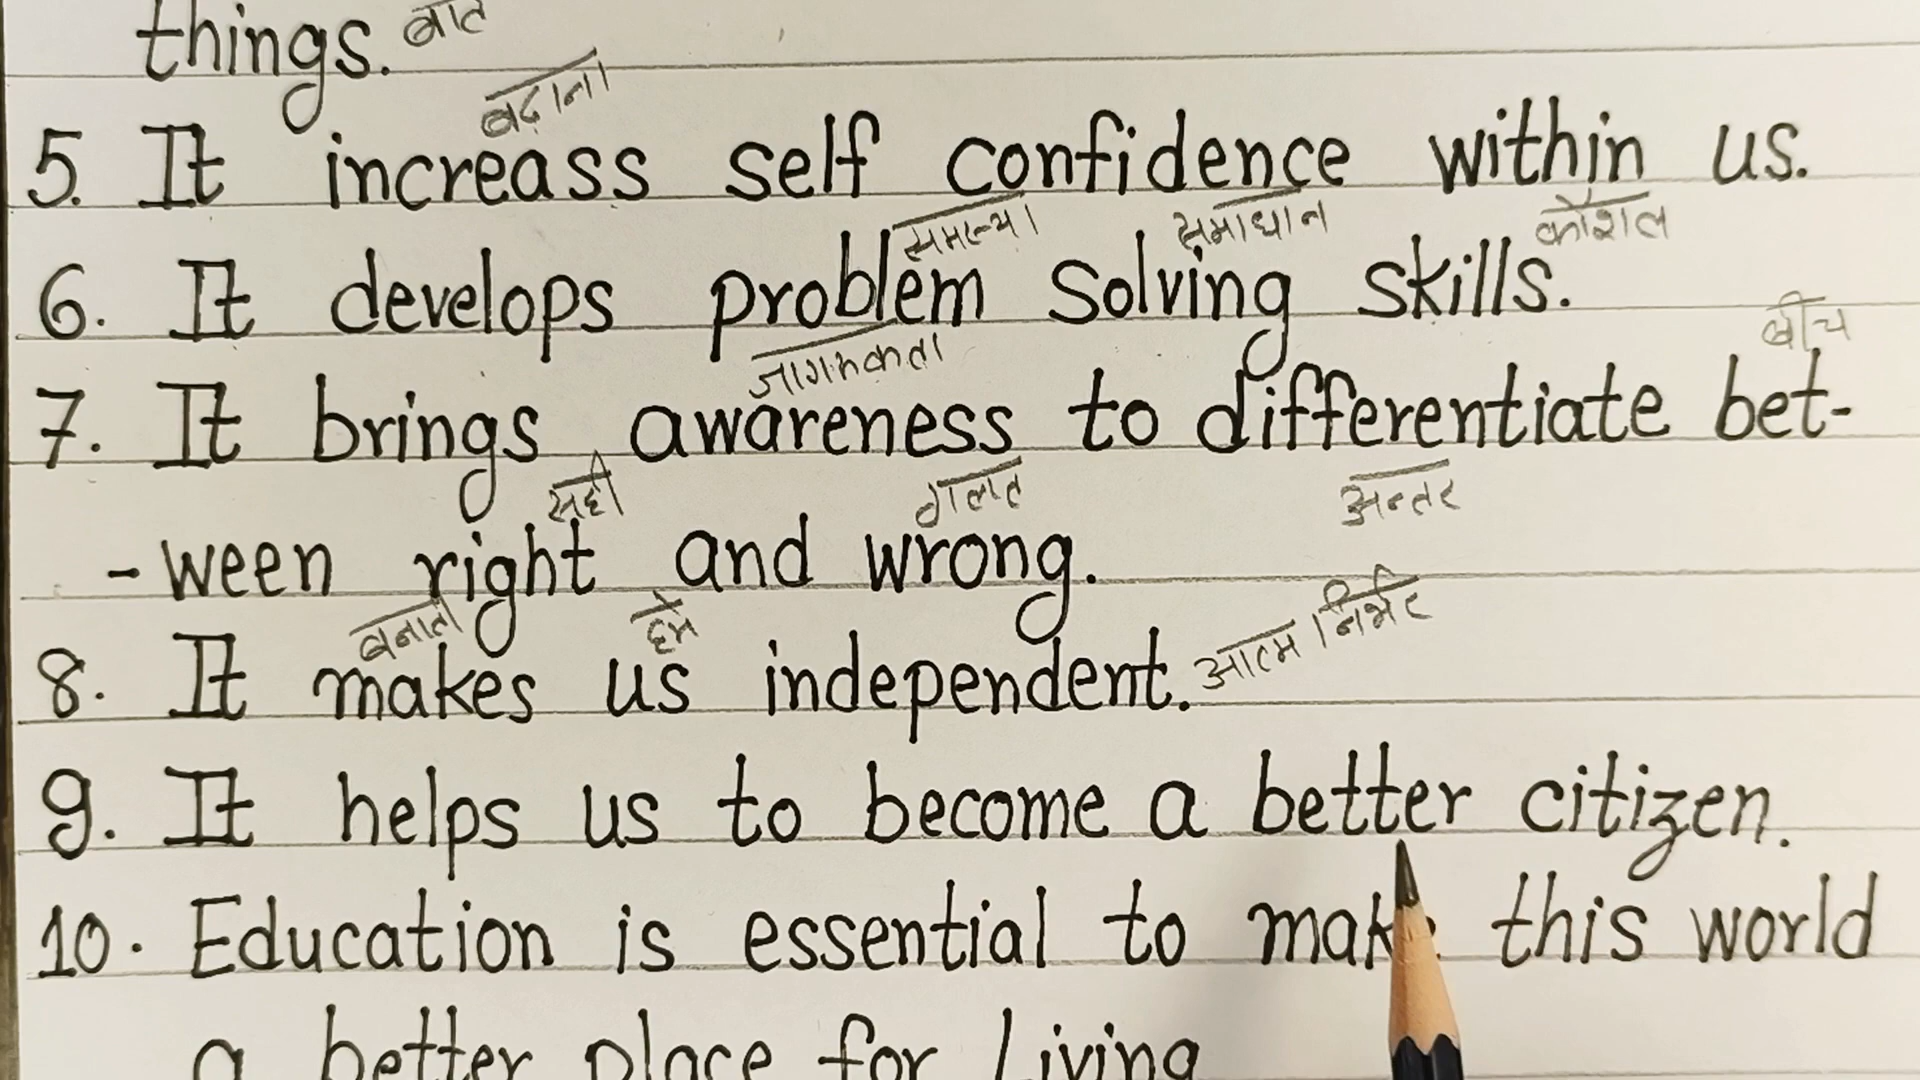 things. बात
बढ़ाना
5. It increass self confidence within us.
समस्या समाधान कौशल
6. It develops problem solving skills.
जागरूकता बीच
7. It brings awareness to differentiate bet-
सही गलत अन्तर
-ween right and wrong.
बनाते हमें आत्म निर्भर
8. It makes us independent.
9. It helps us to become a better citizen.
10. Education is essential to make this world
a better place for Living